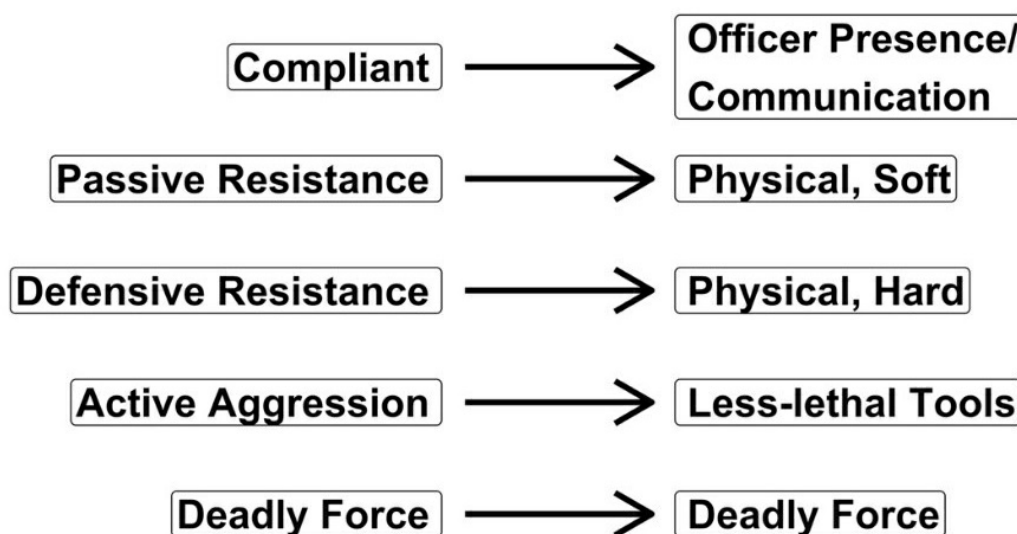 Compliant
Officer Presence/
Communication
Passive Resistance
Physical, Soft
Defensive Resistance
Physical, Hard
Active Aggression
Less-lethal Tools
Deadly Force
Deadly Force